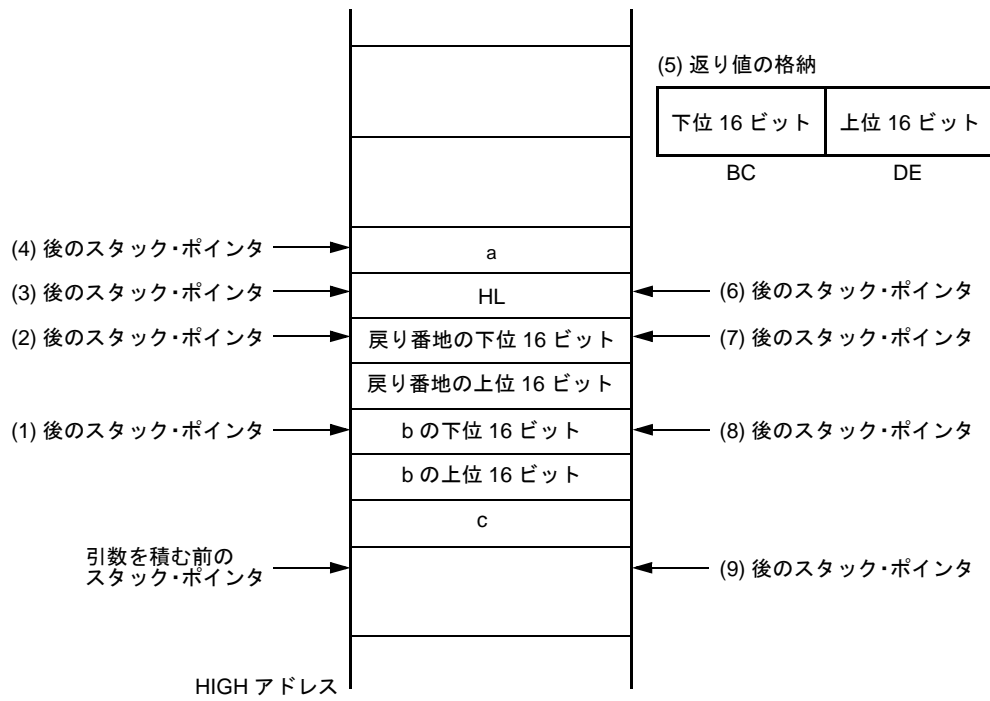 (5) 返り値の格納
下位 16 ビット
上位 16 ビット
BC
DE
(4) 後のスタック・ポインタ
a
(3) 後のスタック・ポインタ
HL
(6) 後のスタック・ポインタ
(2) 後のスタック・ポインタ
戻り番地の下位 16 ビット
(7) 後のスタック・ポインタ
戻り番地の上位 16 ビット
(1) 後のスタック・ポインタ
b の下位 16 ビット
(8) 後のスタック・ポインタ
b の上位 16 ビット
c
引数を積む前の
スタック・ポインタ
(9) 後のスタック・ポインタ
HIGH アドレス